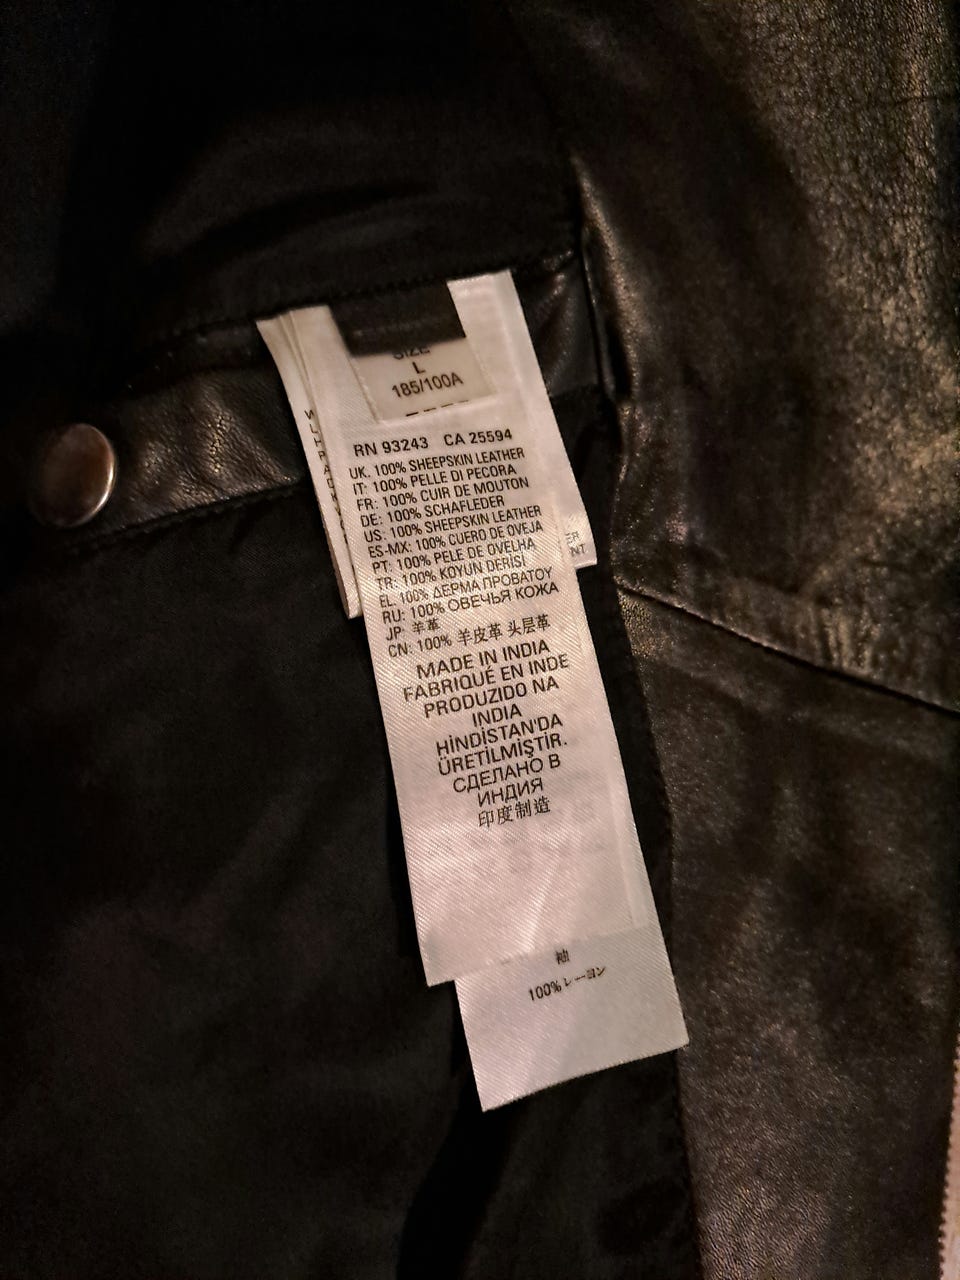 SIZE
L
185/100A
RN 93243 CA 25594
UK: 100% SHEEPSKIN LEATHER
IT: 100% PELLE DI PECORA
FR: 100% CUIR DE MOUTON
DE: 100% SCHAFLEDER
US: 100% SHEEPSKIN LEATHER
ES-MX: 100% CUERO DE OVEJA
PT: 100% PELE DE OVELHA
TR: 100% KOYUN DERİSİ
EL: 100% ΔΕΡΜΑ ΠΡΟΒΑΤΟΥ
RU: 100% ОВЕЧЬЯ КОЖА
JP: 羊革
CN: 100% 羊皮革 头层革
MADE IN INDIA
FABRIQUÉ EN INDE
PRODUZIDO NA
INDIA
HİNDİSTAN'DA
ÜRETİLMİŞTİR.
СДЕЛАНО В
ИНДИЯ
印度制造
袖
100% レーヨン